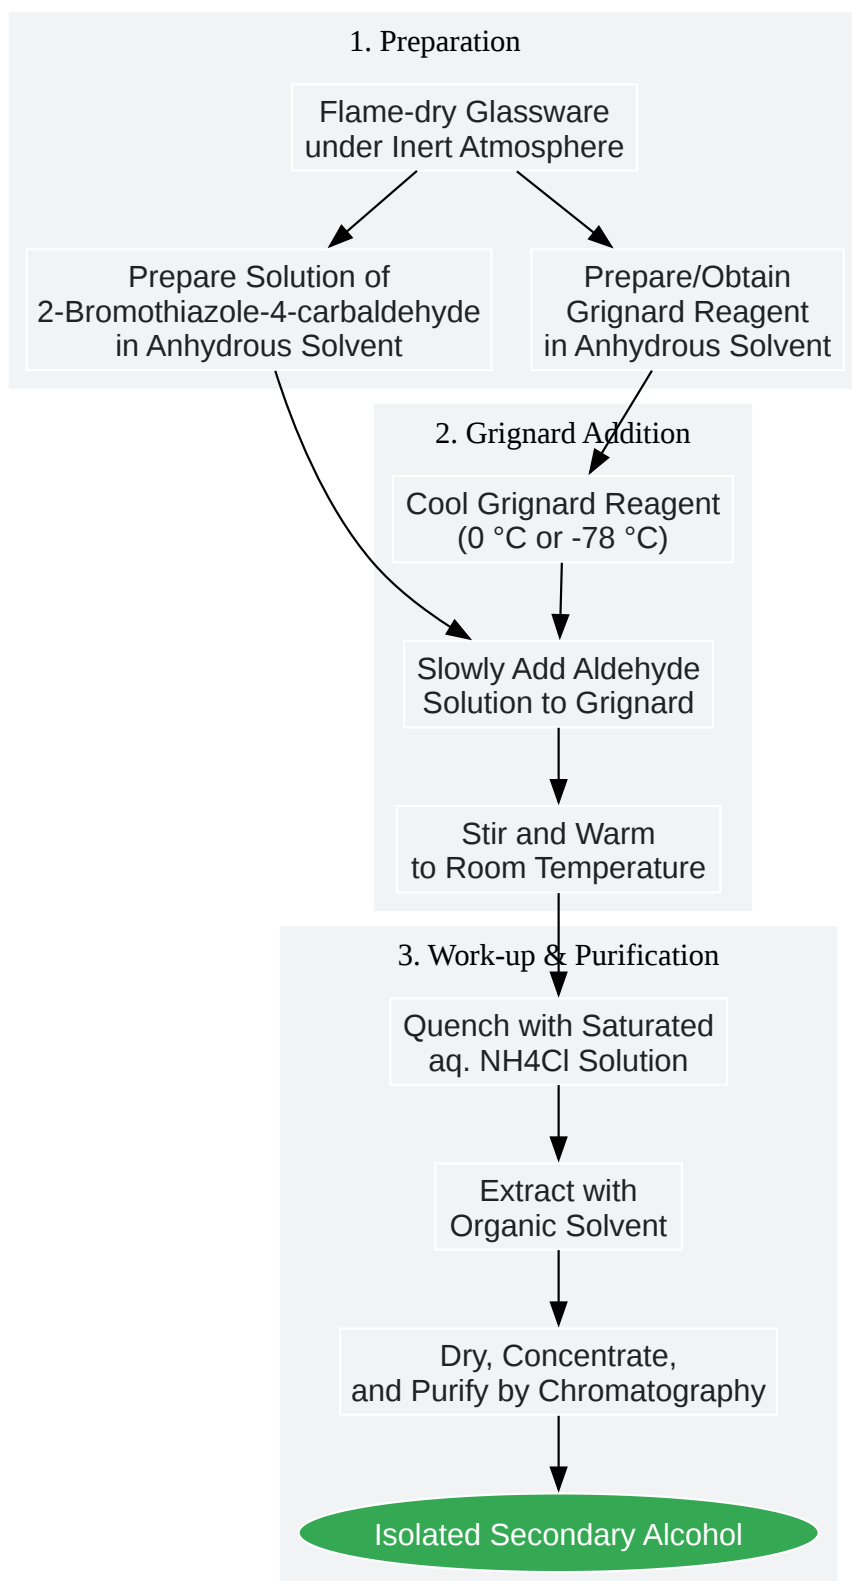 1. Preparation
Flame-dry Glassware
under Inert Atmosphere
Prepare Solution of
2-Bromothiazole-4-carbaldehyde
in Anhydrous Solvent
Prepare/Obtain
Grignard Reagent
in Anhydrous Solvent
2. Grignard Addition
Cool Grignard Reagent
(0 °C or -78 °C)
Slowly Add Aldehyde
Solution to Grignard
Stir and Warm
to Room Temperature
3. Work-up & Purification
Quench with Saturated
aq. NH4Cl Solution
Extract with
Organic Solvent
Dry, Concentrate,
and Purify by Chromatography
Isolated Secondary Alcohol